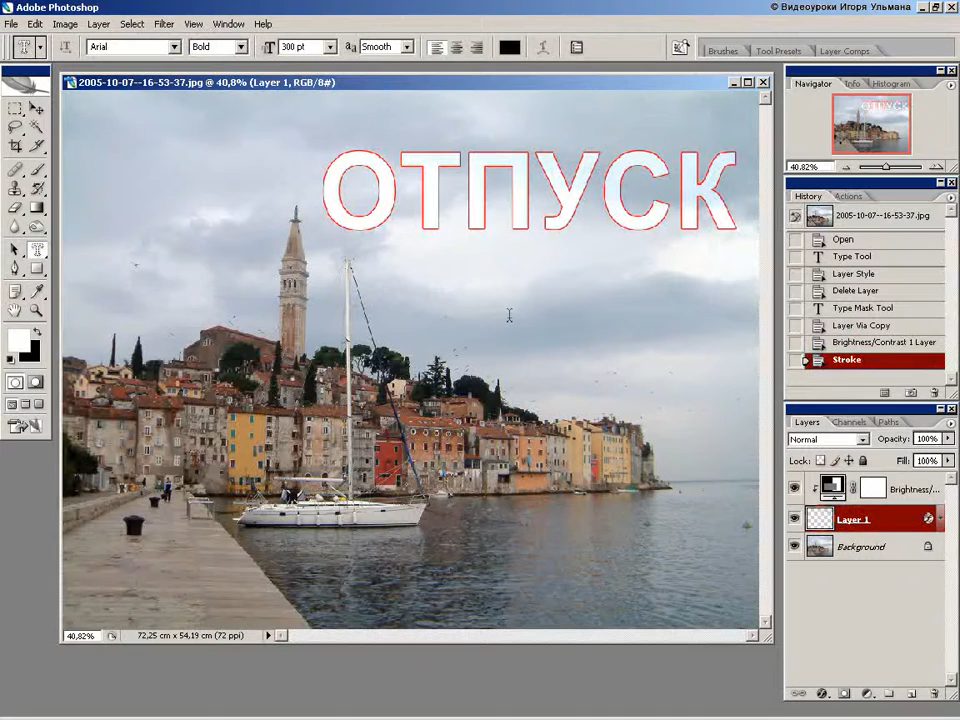 Adobe Photoshop
© Видеоуроки Игоря Ульмана
File Edit Image Layer Select Filter View Window Help
Arial Bold 300 pt Smooth
Brushes Tool Presets Layer Comps
2005-10-07--16-53-37.jpg @ 40,8% (Layer 1, RGB/8#)
ОТПУСК
40,82% 72,25 cm x 54,19 cm (72 ppi)
Navigator Info Histogram
40.82%
History Actions
2005-10-07--16-53-37.jpg
Open
Type Tool
Layer Style
Delete Layer
Type Mask Tool
Layer Via Copy
Brightness/Contrast 1 Layer
Stroke
Layers Channels Paths
Normal Opacity: 100%
Lock: Fill: 100%
Brightness/...
Layer 1
Background